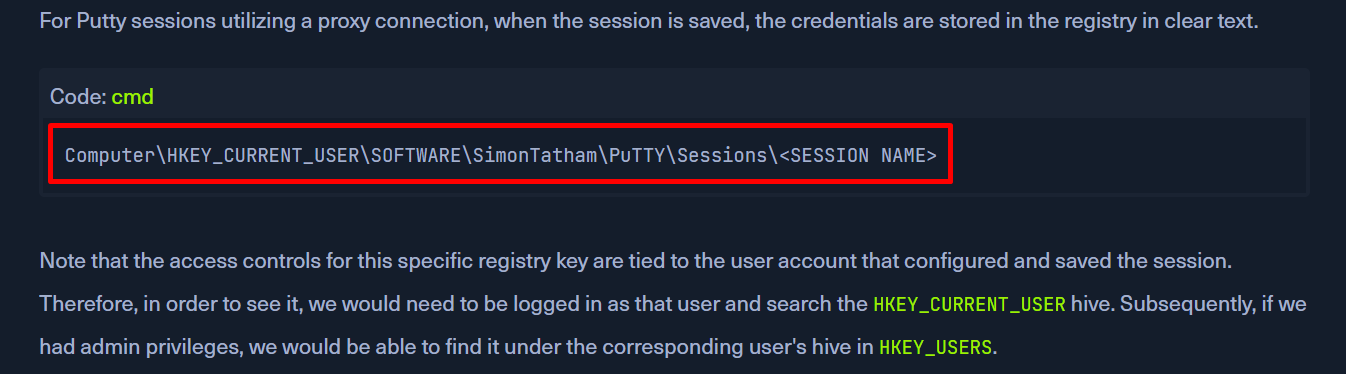 For Putty sessions utilizing a proxy connection, when the session is saved, the credentials are stored in the registry in clear text.
Code: cmd
Computer\HKEY_CURRENT_USER\SOFTWARE\SimonTatham\PuTTY\Sessions\<SESSION NAME>
Note that the access controls for this specific registry key are tied to the user account that configured and saved the session.
Therefore, in order to see it, we would need to be logged in as that user and search the HKEY_CURRENT_USER hive. Subsequently, if we
had admin privileges, we would be able to find it under the corresponding user's hive in HKEY_USERS.